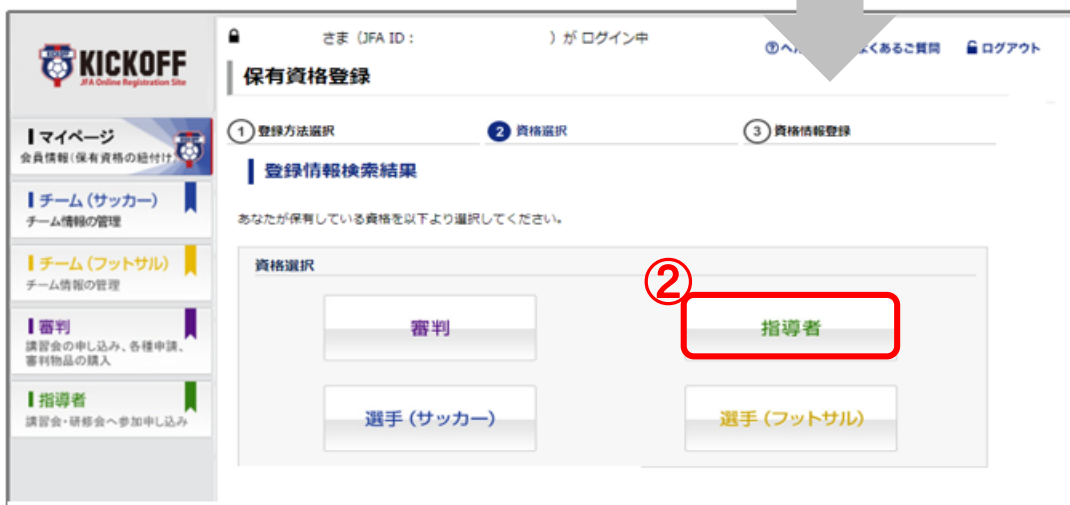 さま（JFA ID：　　　）が ログイン中
くあるご質問
ログアウト
KICKOFF
JFA Online Registration Site
保有資格登録
マイページ
会員情報（保有資格の紐付け
チーム（サッカー）
チーム情報の管理
チーム（フットサル）
チーム情報の管理
審判
講習会の申し込み、各種申請、
審判物品の購入
指導者
講習会・研修会へ参加申し込み
1 登録方法選択
2 資格選択
3 資格情報登録
登録情報検索結果
あなたが保有している資格を以下より選択してください。
資格選択
②
審判
指導者
選手（サッカー）
選手（フットサル）